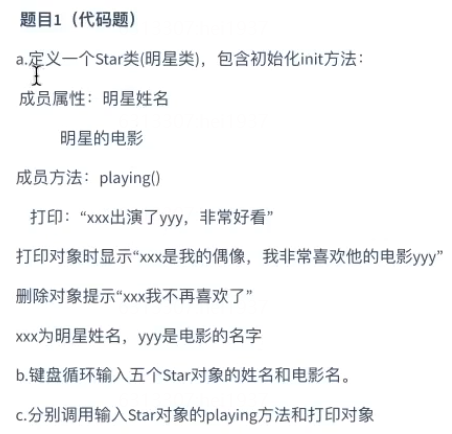 题目1（代码题）
a.定义一个Star类(明星类)，包含初始化init方法：
成员属性：明星姓名
明星的电影
成员方法：playing()
打印：“xxx出演了yyy，非常好看”
打印对象时显示“xxx是我的偶像，我非常喜欢他的电影yyy”
删除对象提示“xxx我不再喜欢了”
xxx为明星姓名，yyy是电影的名字
b.键盘循环输入五个Star对象的姓名和电影名。
c.分别调用输入Star对象的playing方法和打印对象